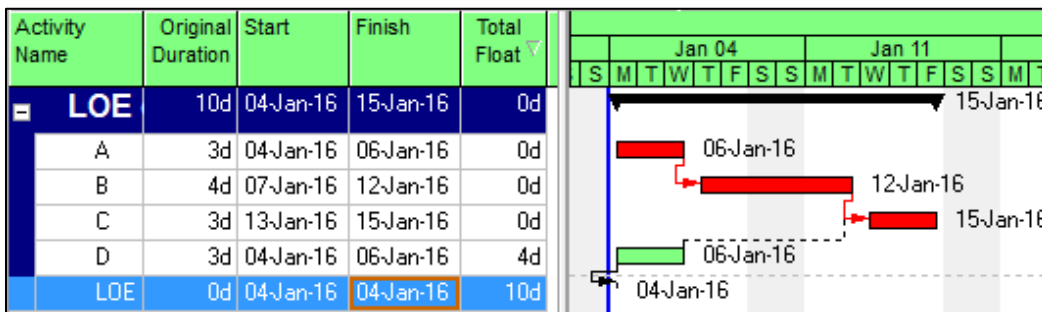 Activity Name Original Duration Start Finish Total Float
Jan 04 Jan 11
S M T W T F S S M T W T F S S M
LOE 10d 04-Jan-16 15-Jan-16 0d 15-Jan-16
A 3d 04-Jan-16 06-Jan-16 0d 06-Jan-16
B 4d 07-Jan-16 12-Jan-16 0d 12-Jan-16
C 3d 13-Jan-16 15-Jan-16 0d 15-Jan-16
D 3d 04-Jan-16 06-Jan-16 4d 06-Jan-16
LOE 0d 04-Jan-16 04-Jan-16 10d 04-Jan-16